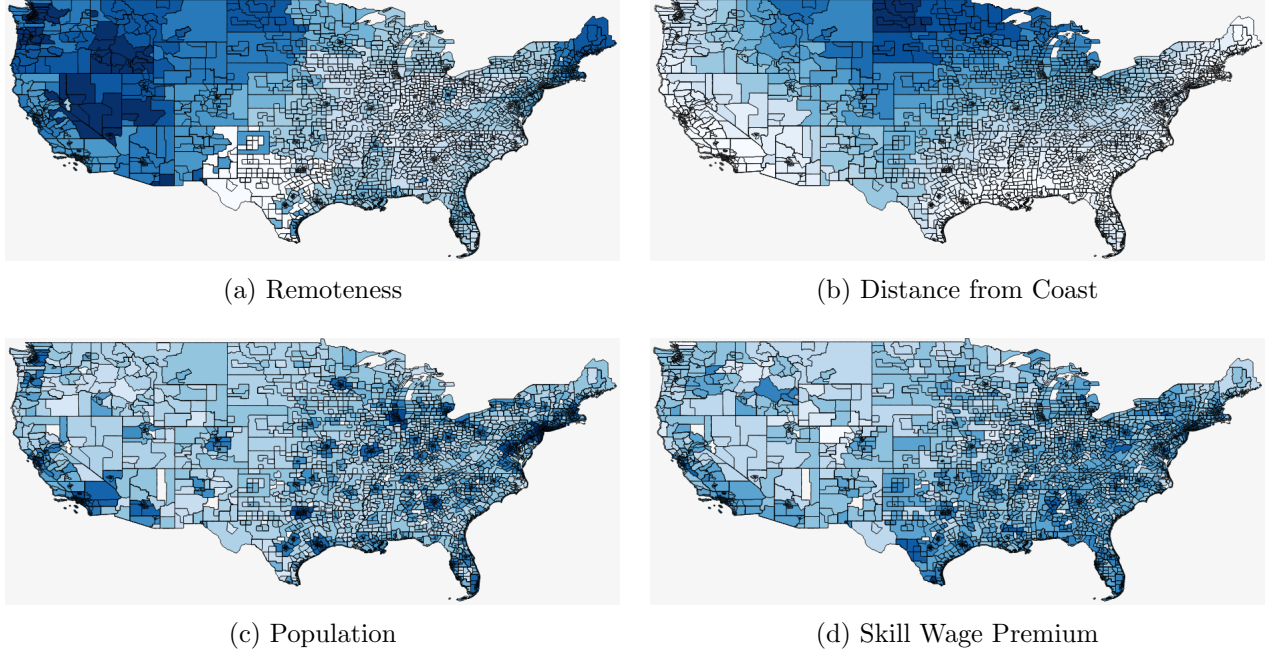 (a) Remoteness
(b) Distance from Coast
(c) Population
(d) Skill Wage Premium